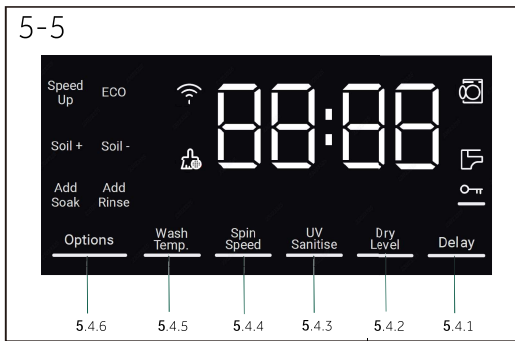 5-5
Speed
Up
ECO
88:88
Soil +
Soil -
Add
Soak
Add
Rinse
Options
Wash
Temp.
Spin
Speed
UV
Sanitise
Dry
Level
Delay
5.4.6
5.4.5
5.4.4
5.4.3
5.4.2
5.4.1